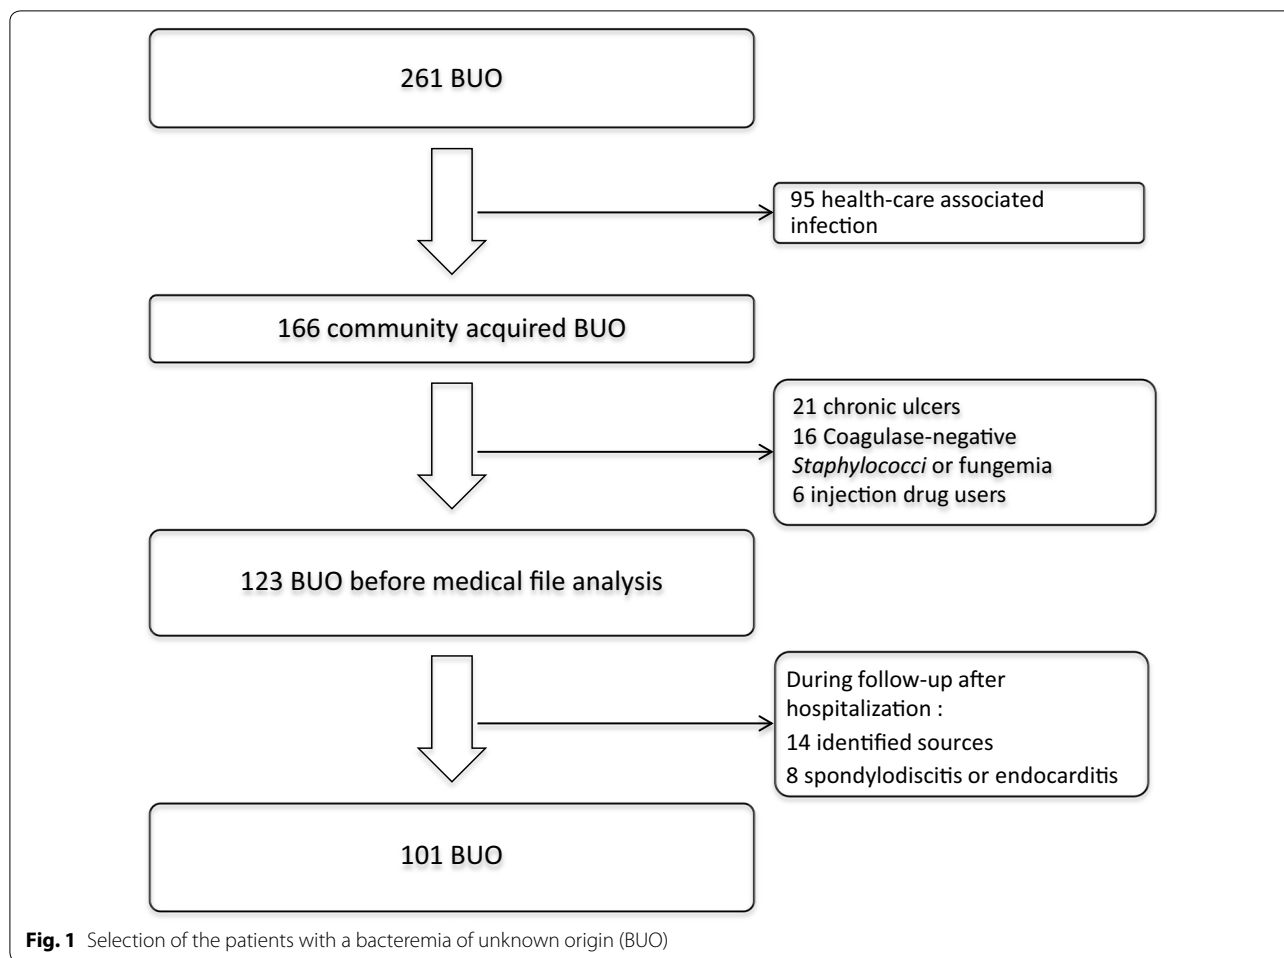 261 BUO
95 health-care associated
infection
166 community acquired BUO
21 chronic ulcers
16 Coagulase-negative
Staphylococci or fungemia
6 injection drug users
123 BUO before medical file analysis
During follow-up after
hospitalization :
14 identified sources
8 spondylodiscitis or endocarditis
101 BUO
Fig. 1 Selection of the patients with a bacteremia of unknown origin (BUO)